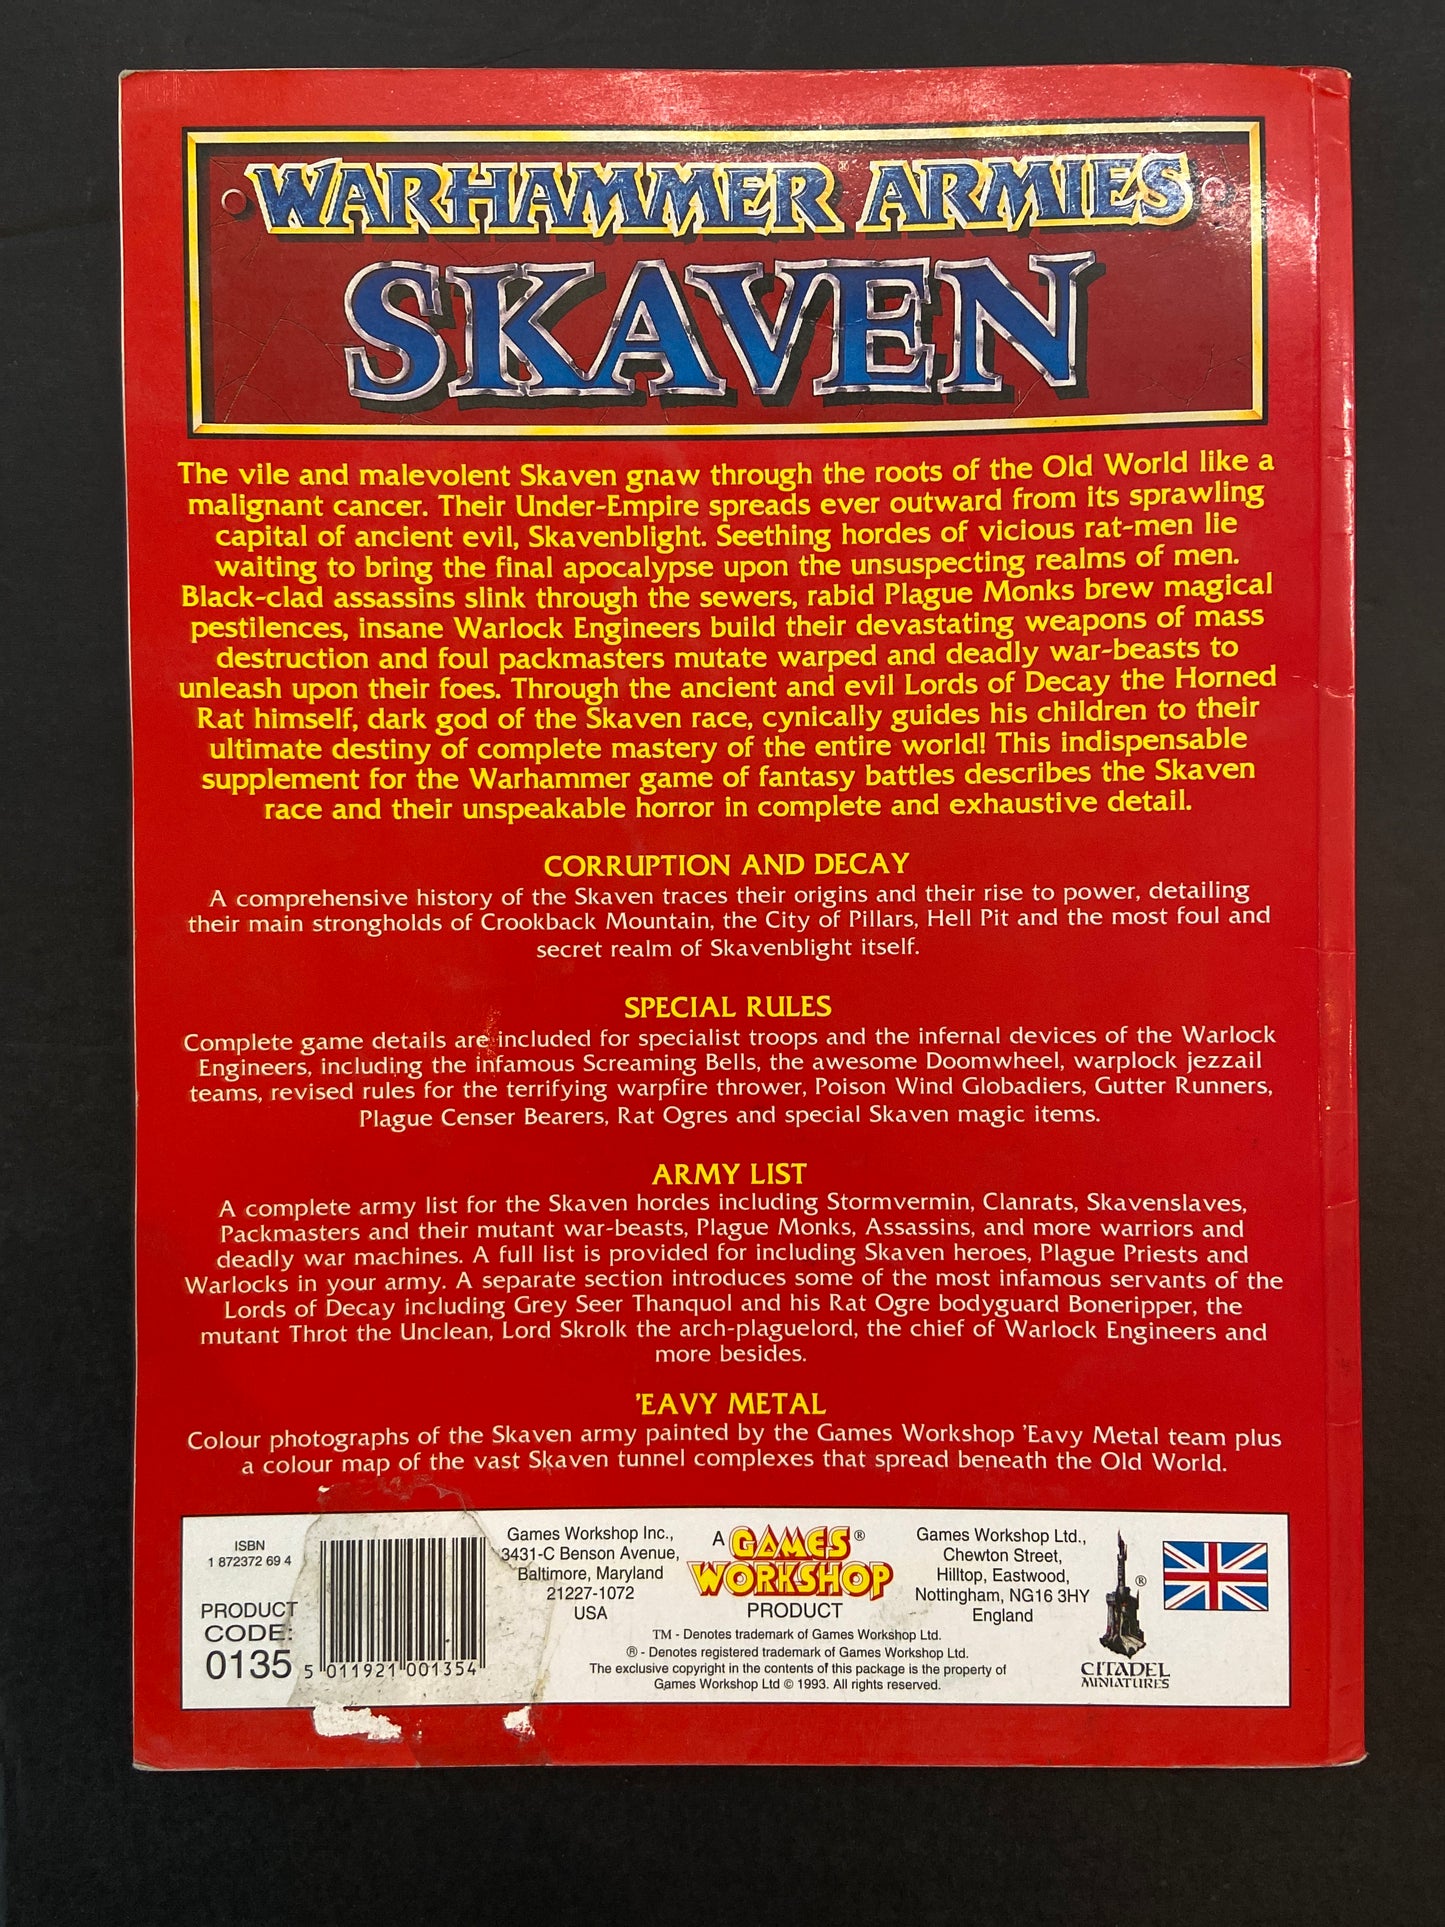 WARHAMMER® ARMIES
SKAVEN
The vile and malevolent Skaven gnaw through the roots of the Old World like a
malignant cancer. Their Under-Empire spreads ever outward from its sprawling
capital of ancient evil, Skavenblight. Seething hordes of vicious rat-men lie
waiting to bring the final apocalypse upon the unsuspecting realms of men.
Black-clad assassins slink through the sewers, rabid Plague Monks brew magical
pestilences, insane Warlock Engineers build their devastating weapons of mass
destruction and foul packmasters mutate warped and deadly war-beasts to
unleash upon their foes. Through the ancient and evil Lords of Decay the Horned
Rat himself, dark god of the Skaven race, cynically guides his children to their
ultimate destiny of complete mastery of the entire world! This indispensable
supplement for the Warhammer game of fantasy battles describes the Skaven
race and their unspeakable horror in complete and exhaustive detail.
CORRUPTION AND DECAY
A comprehensive history of the Skaven traces their origins and their rise to power, detailing
their main strongholds of Crookback Mountain, the City of Pillars, Hell Pit and the most foul and
secret realm of Skavenblight itself.
SPECIAL RULES
Complete game details are included for specialist troops and the infernal devices of the Warlock
Engineers, including the infamous Screaming Bells, the awesome Doomwheel, warplock jezzail
teams, revised rules for the terrifying warpfire thrower, Poison Wind Globadiers, Gutter Runners,
Plague Censer Bearers, Rat Ogres and special Skaven magic items.
ARMY LIST
A complete army list for the Skaven hordes including Stormvermin, Clanrats, Skavenslaves,
Packmasters and their mutant war-beasts, Plague Monks, Assassins, and more warriors and
deadly war machines. A full list is provided for including Skaven heroes, Plague Priests and
Warlocks in your army. A separate section introduces some of the most infamous servants of the
Lords of Decay including Grey Seer Thanquol and his Rat Ogre bodyguard Boneripper, the
mutant Throt the Unclean, Lord Skrolk the arch-plaguelord, the chief of Warlock Engineers and
more besides.
'EAVY METAL
Colour photographs of the Skaven army painted by the Games Workshop 'Eavy Metal team plus
a colour map of the vast Skaven tunnel complexes that spread beneath the Old World.
ISBN
1 872372 69 4
PRODUCT
CODE:
0135
5 011921 001354
Games Workshop Inc.,
3431-C Benson Avenue,
Baltimore, Maryland
21227-1072
USA
A GAMES®
WORKSHOP
PRODUCT
Games Workshop Ltd.,
Chewton Street,
Hilltop, Eastwood,
Nottingham, NG16 3HY
England
TM - Denotes trademark of Games Workshop Ltd.
® - Denotes registered trademark of Games Workshop Ltd.
The exclusive copyright in the contents of this package is the property of
Games Workshop Ltd © 1993. All rights reserved.
®
CITADEL
MINIATURES